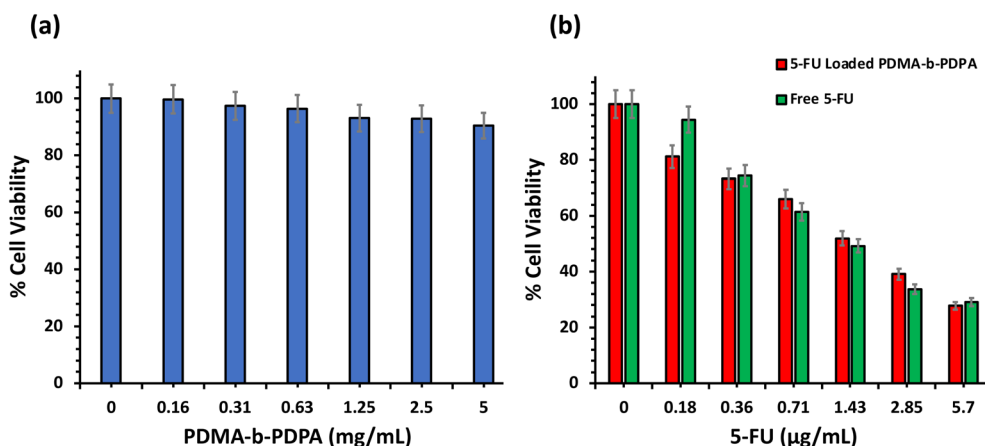 (a)
% Cell Viability
100
80
60
40
20
0
0 0.16 0.31 0.63 1.25 2.5 5
PDMA-b-PDPA (mg/mL)
(b)
5-FU Loaded PDMA-b-PDPA
Free 5-FU
% Cell Viability
100
80
60
40
20
0
0 0.18 0.36 0.71 1.43 2.85 5.7
5-FU (µg/mL)